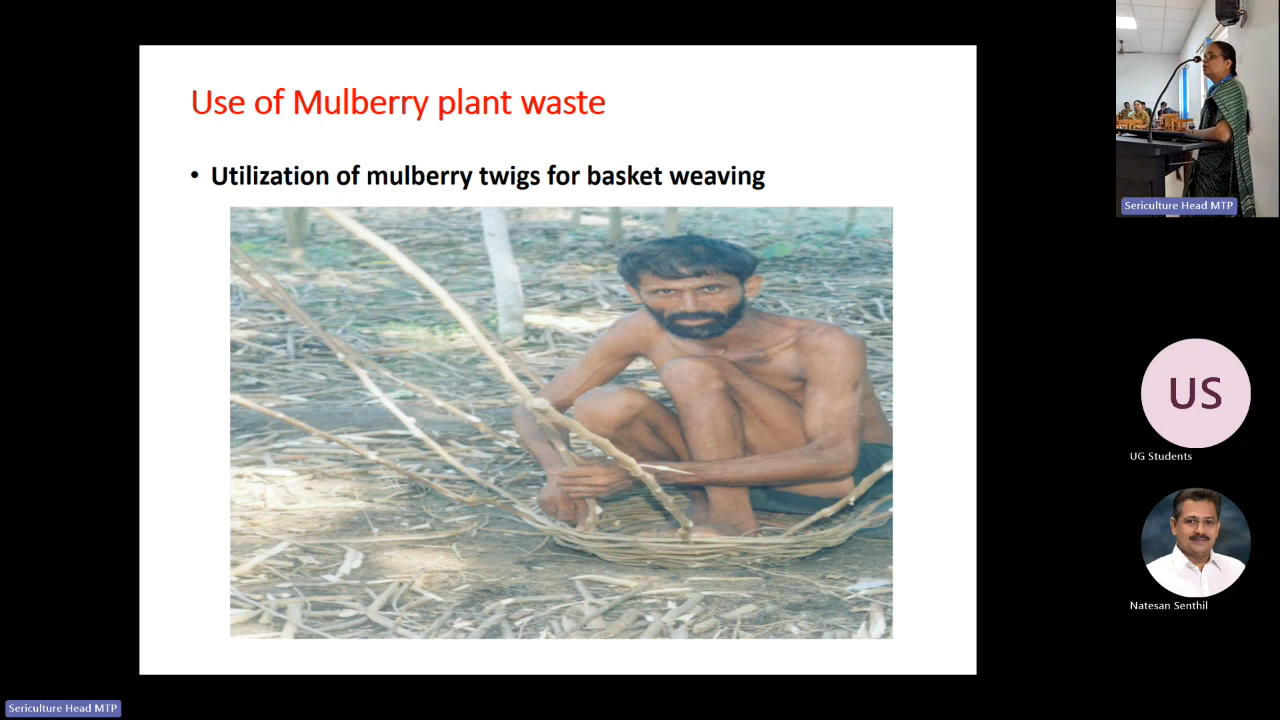 Use of Mulberry plant waste
• Utilization of mulberry twigs for basket weaving
Sericulture Head MTP
US
UG Students
Natesan Senthil
Sericulture Head MTP